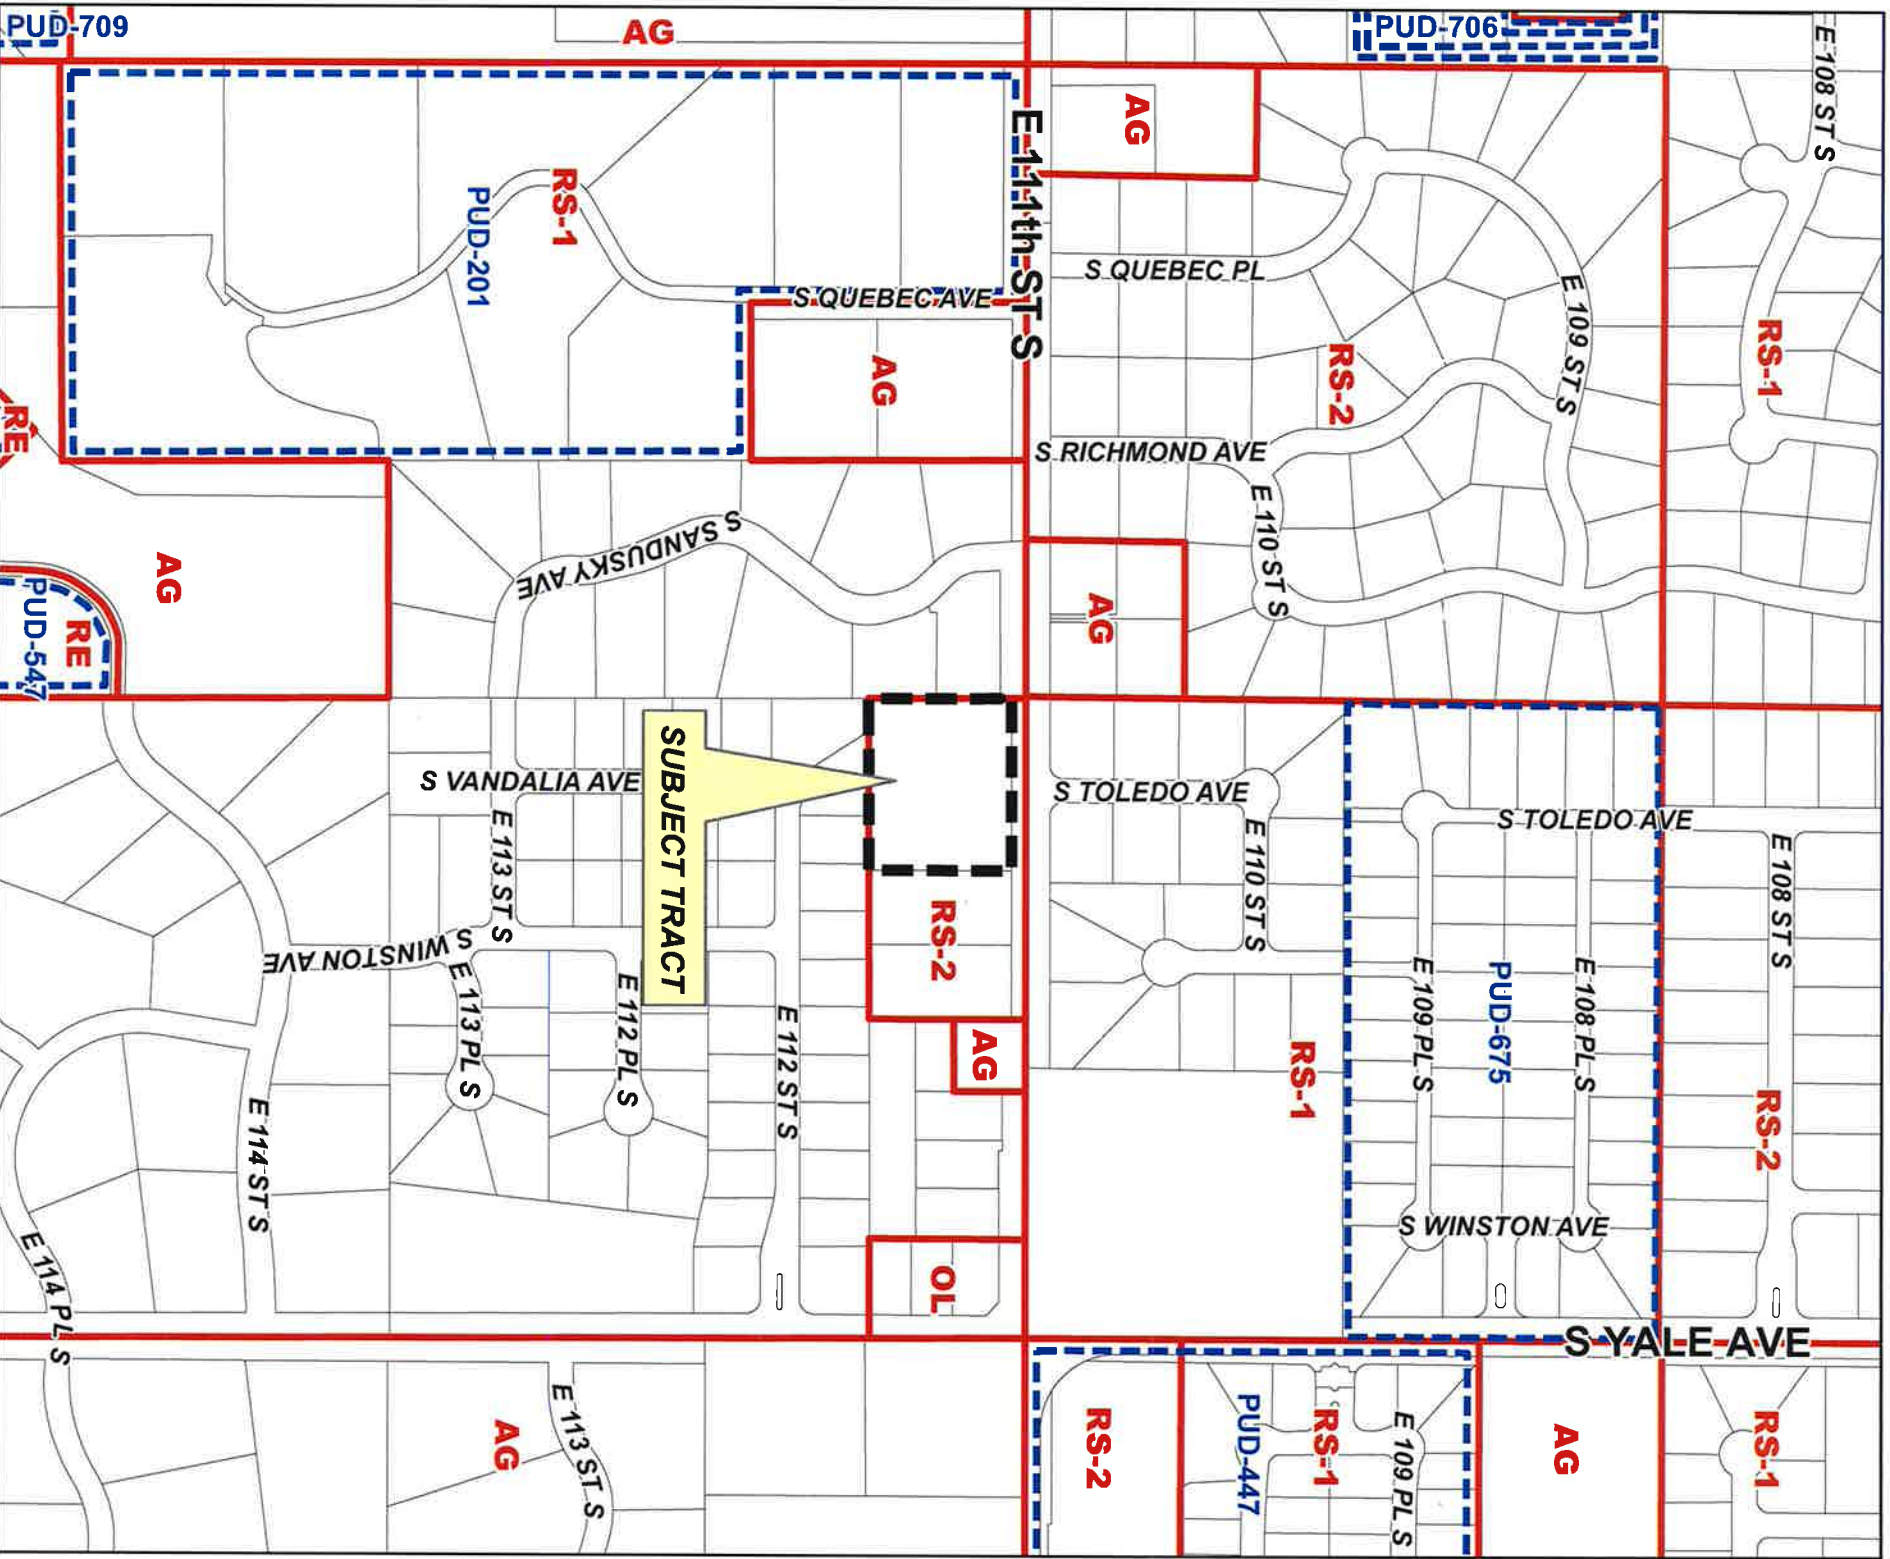 PUD-709
AG
PUD-706
E 108 ST S
AG
E 111th ST S
RS-1
PUD-201
S QUEBEC PL
S QUEBEC AVE
E 109 ST S
RS-1
RS-2
AG
RE
S RICHMOND AVE
E 110 ST S
S SANDUSKY AVE
AG
AG
PUD-547
RE
SUBJECT TRACT
S VANDALIA AVE
S TOLEDO AVE
S TOLEDO AVE
E 113 ST S
E 110 ST S
E 108 ST S
RS-2
S WINSTON AVE
E 113 PL S
E 112 PL S
E 112 ST S
E 109 PL S
PUD-675
E 108 PL S
AG
RS-1
RS-2
E 114 ST S
S WINSTON AVE
E 114 PL S
OL
S YALE AVE
E 113 ST S
AG
RS-2
PUD-447
RS-1
E 109 PL S
AG
RS-1